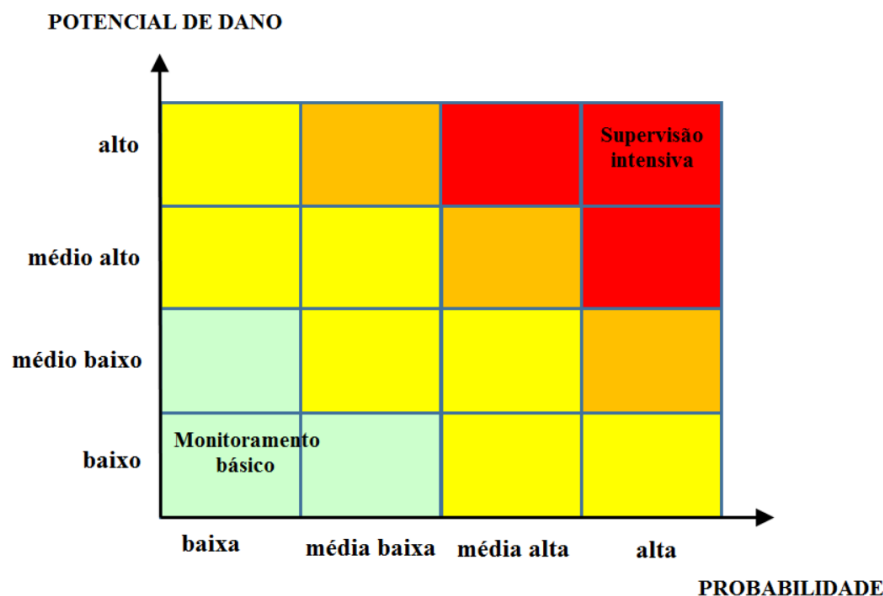 POTENCIAL DE DANO
alto
Supervisão
intensiva
médio alto
médio baixo
baixo
Monitoramento
básico
baixa
média baixa
média alta
alta
PROBABILIDADE